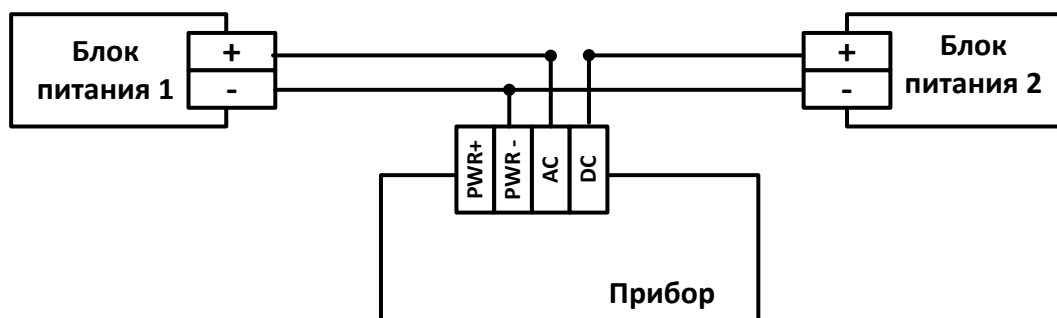 Блок
питания 1
+
-
+
-
Блок
питания 2
PWR+
PWR -
AC
DC
Прибор